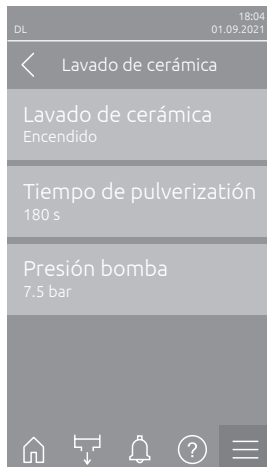 18:04
DL 01.09.2021
Lavado de cerámica
Lavado de cerámica
Encendido
Tiempo de pulverizatión
180 s
Presión bomba
7.5 bar
?